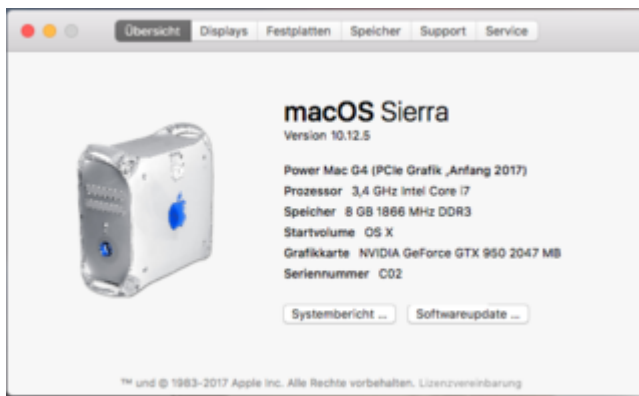 Übersicht Displays Festplatten Speicher Support Service
macOS Sierra
Version 10.12.5
Power Mac G4 (PCIe Grafik ,Anfang 2017)
Prozessor 3,4 GHz Intel Core i7
Speicher 8 GB 1866 MHz DDR3
Startvolume OS X
Grafikkarte NVIDIA GeForce GTX 950 2047 MB
Seriennummer C02
Systembericht ... Softwareupdate ...
™ und © 1983-2017 Apple Inc. Alle Rechte vorbehalten. Lizenzvereinbarung